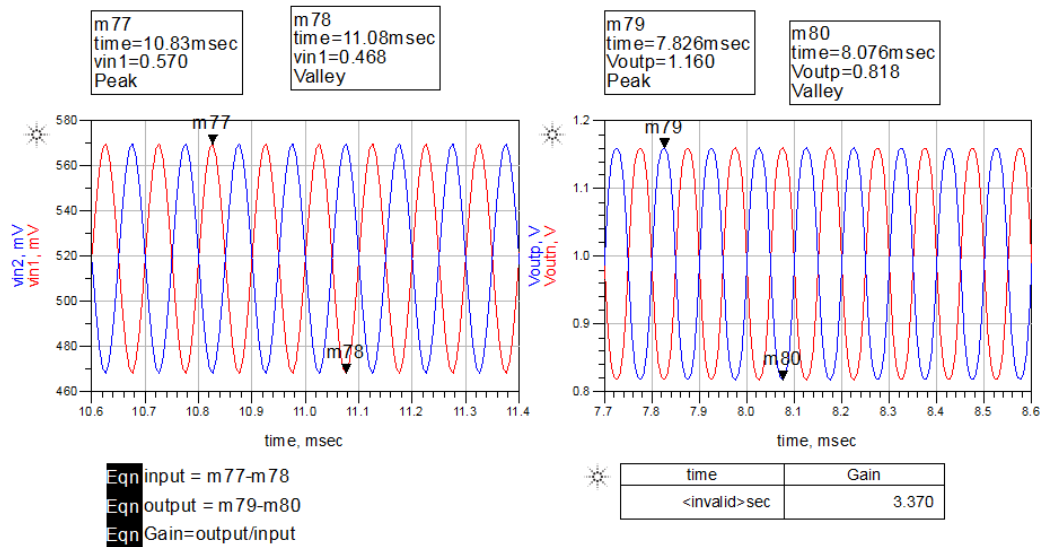 m77
time=10.83msec
vin1=0.570
Peak
m78
time=11.08msec
vin1=0.468
Valley
m79
time=7.826msec
Voutp=1.160
Peak
m80
time=8.076msec
Voutp=0.818
Valley
580
560
540
520
500
480
460
vin2, mV
vin1, mV
m77
m78
10.6
10.7
10.8
10.9
11.0
11.1
11.2
11.3
11.4
time, msec
1.2
1.1
1.0
0.9
0.8
Voutp, V
Voutn, V
m79
m80
7.7
7.8
7.9
8.0
8.1
8.2
8.3
8.4
8.5
8.6
time, msec
Eqn input = m77-m78
Eqn output = m79-m80
Eqn Gain=output/input
time Gain
<invalid>sec 3.370